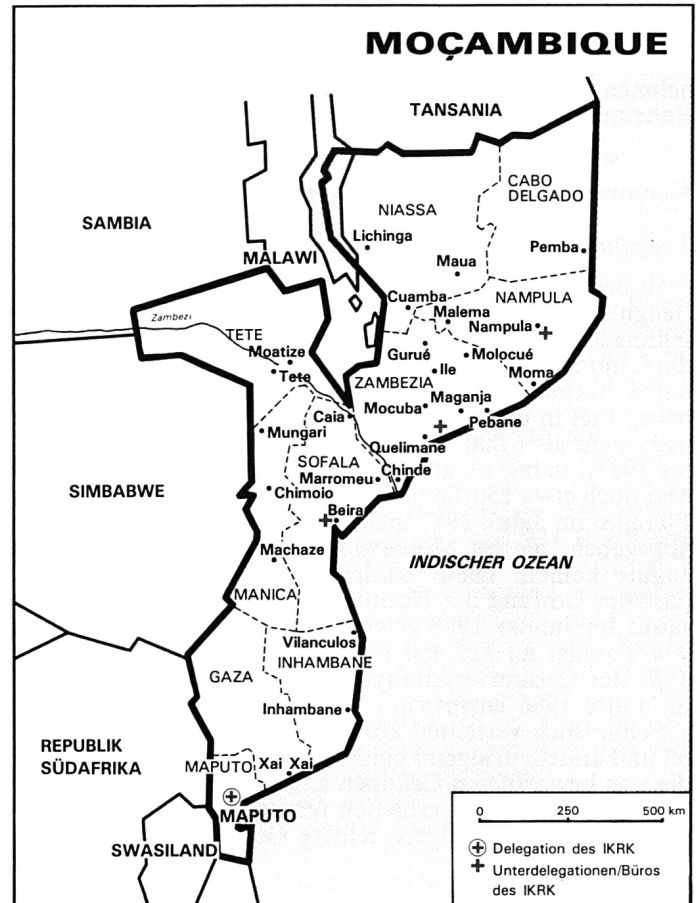 MOÇAMBIQUE
TANSANIA
CABO
DELGADO
NIASSA
SAMBIA
Lichinga
Pemba
MALAWI
Maua
Cuamba
NAMPULA
Malema
Zambezi
Nampula
TETE
Moatize
Gurué
Molocué
Tete
Ile
Moma
ZAMBEZIA
Maganja
Mocuba
Caia
Pebane
Mungari
Quelimane
SOFALA
Chinde
Marromeu
SIMBABWE
Chimoio
Beira
Machaze
INDISCHER OZEAN
MANICA
Vilanculos
INHAMBANE
GAZA
Inhambane
REPUBLIK
SÜDAFRIKA
MAPUTO
Xai Xai
MAPUTO
SWASILAND
0 250 500 km
Delegation des IKRK
Unterdelegationen/Büros
des IKRK